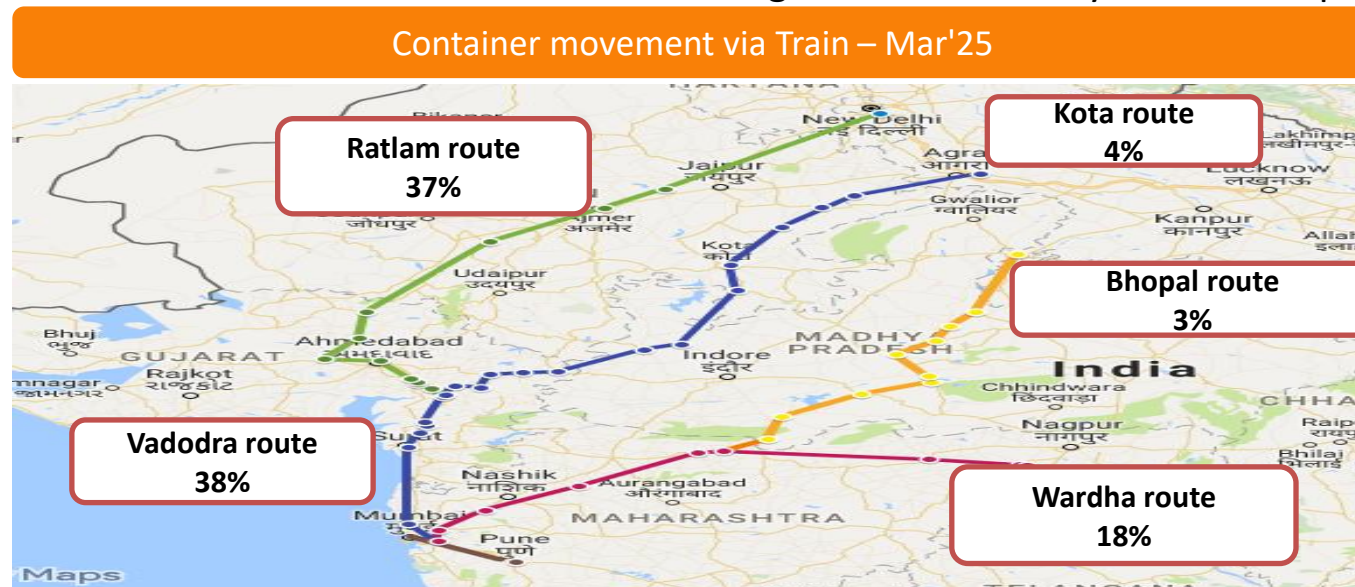 Container movement via Train – Mar'25
New Delhi
नई दिल्ली
Kota route
4%
Ratlam route
37%
Jaipur
जयपुर
Agra
आगरा
Lucknow
लखनऊ
Gwalior
ग्वालियर
जोधपुर
अजमेर
Kanpur
कानपुर
Kota
कोटा
Udaipur
उदयपुर
Bhopal route
3%
Bhuj
ભુજ
Ahmedabad
અમદાવાદ
GUJARAT
Rajkot
રાજકોટ
Indore
इंदौर
MADHYA
PRADESH
India
Chhindwara
छिंदवाड़ा
Nagpur
नागपुर
Vadodra route
38%
Surat
Bhilai
भिलाई
Nashik
नाशिक
Aurangabad
औरंगाबाद
Wardha route
18%
Mumbai
मुंबई
MAHARASHTRA
Pune
पुणे
Maps
TELANGANA